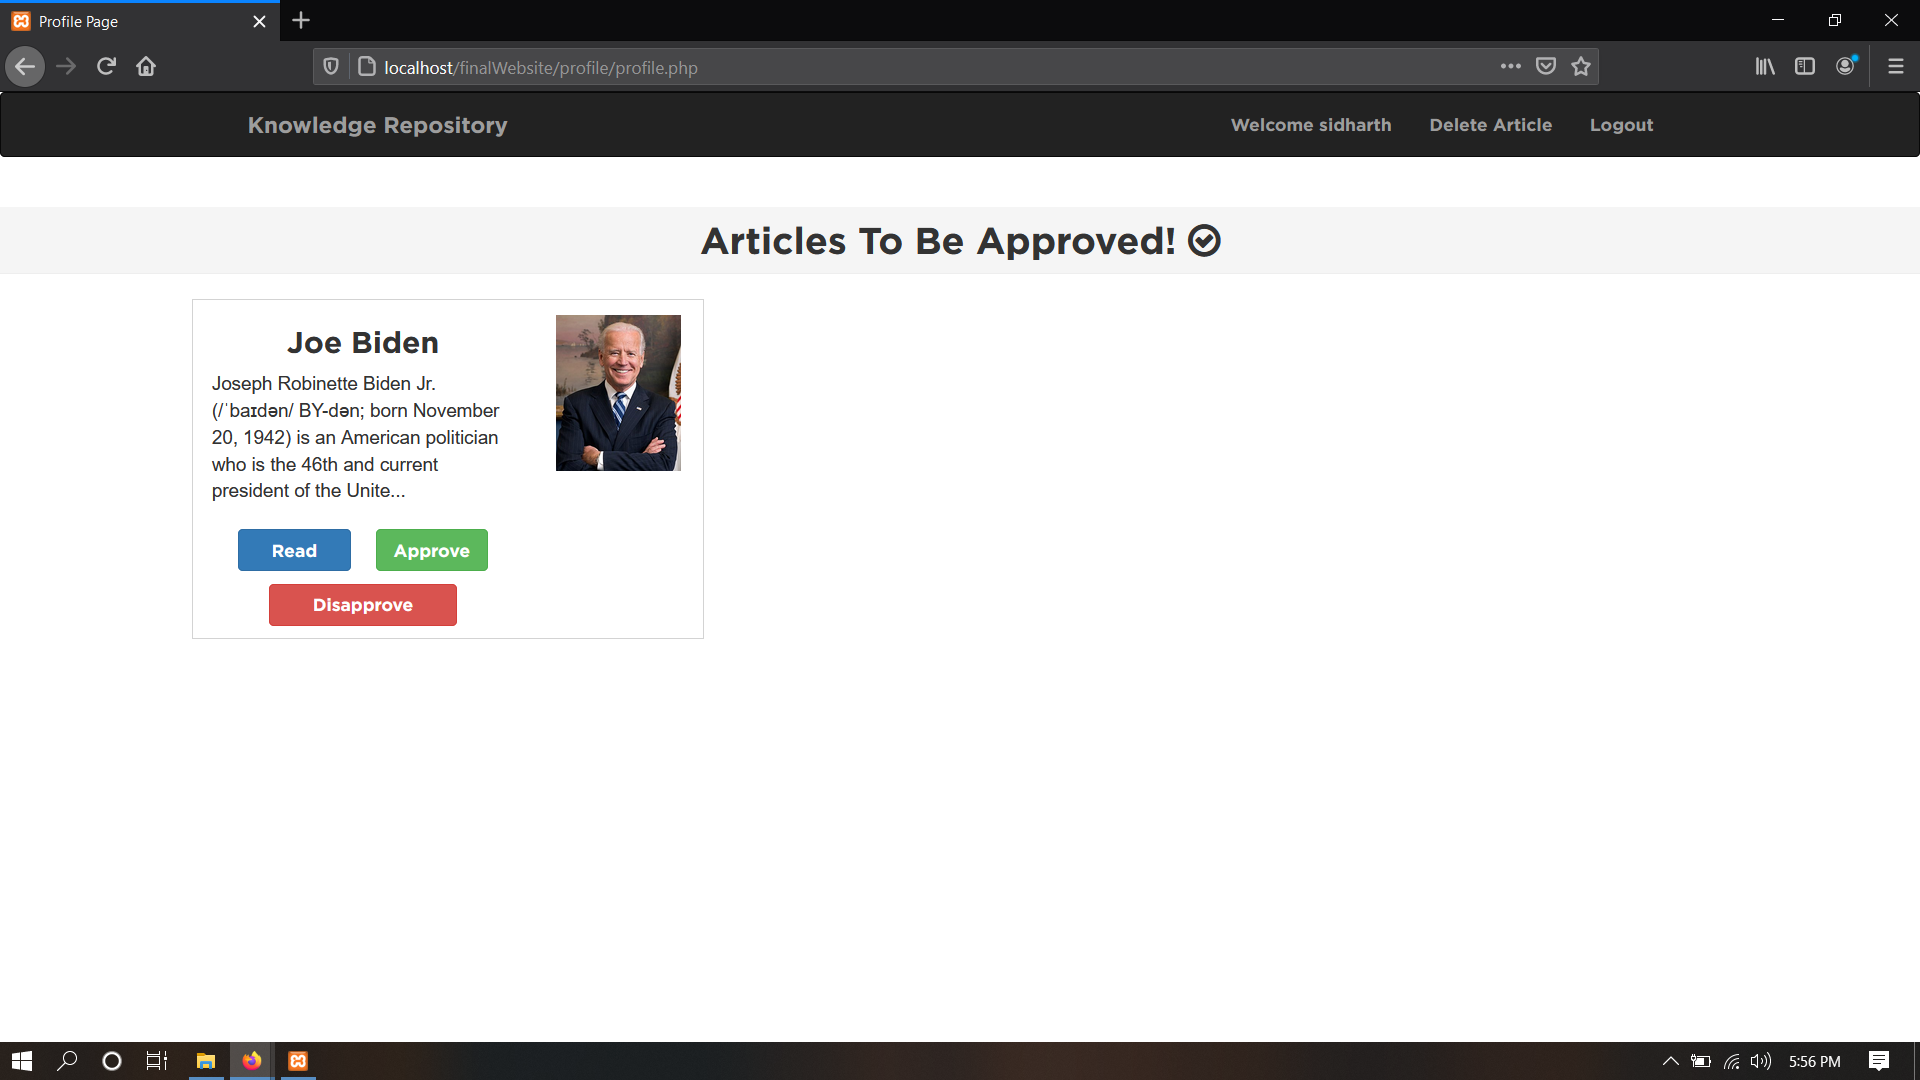 Profile Page
localhost/finalWebsite/profile/profile.php
Knowledge Repository
Welcome sidharth
Delete Article
Logout
Articles To Be Approved!
Joe Biden
Joseph Robinette Biden Jr.
(/ˈbaɪdən/ BY-dən; born November
20, 1942) is an American politician
who is the 46th and current
president of the Unite...
Read
Approve
Disapprove
5:56 PM